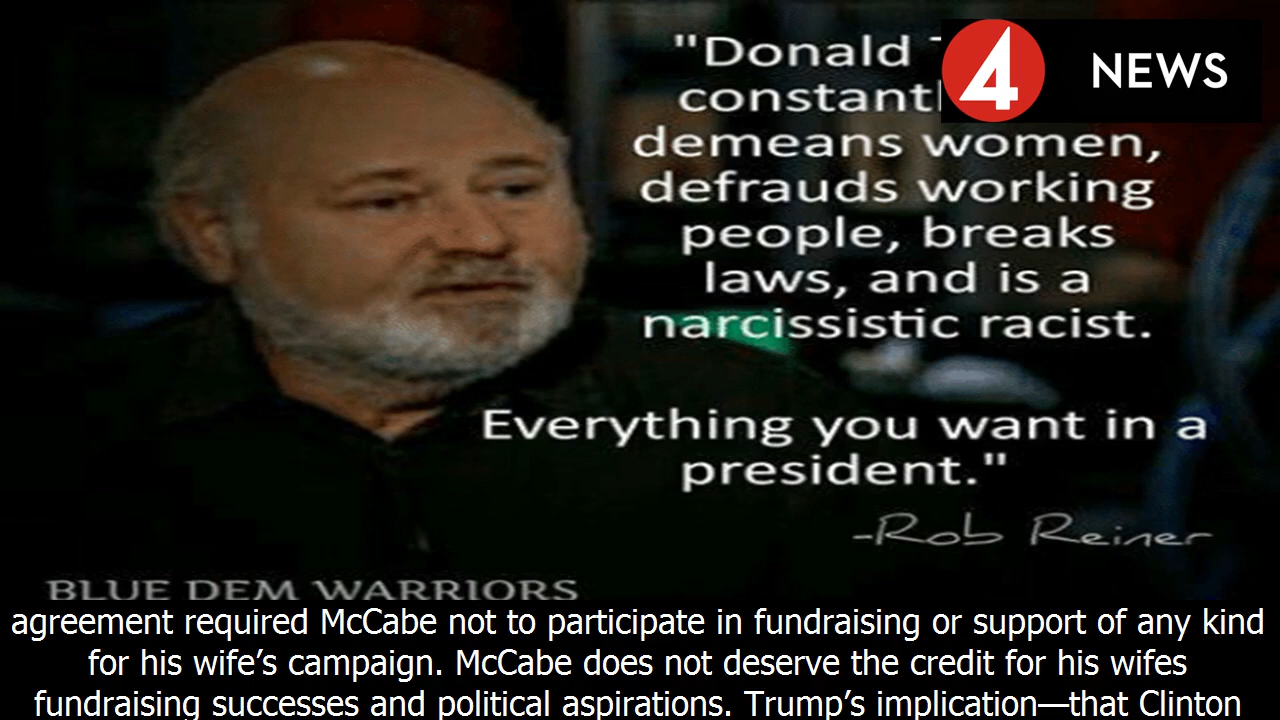 "Donald
4 NEWS
demeans women,
defrauds working
people, breaks
laws, and is a
narcissistic racist.
Everything you want in a
president."
-Rob Reiner
BLUE DEM WARRIORS
agreement required McCabe not to participate in fundraising or support of any kind
for his wife’s campaign. McCabe does not deserve the credit for his wifes
fundraising successes and political aspirations. Trump’s implication—that Clinton